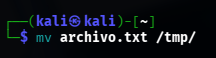 ┌──(kali㉿kali)-[~]
└─$ mv archivo.txt /tmp/